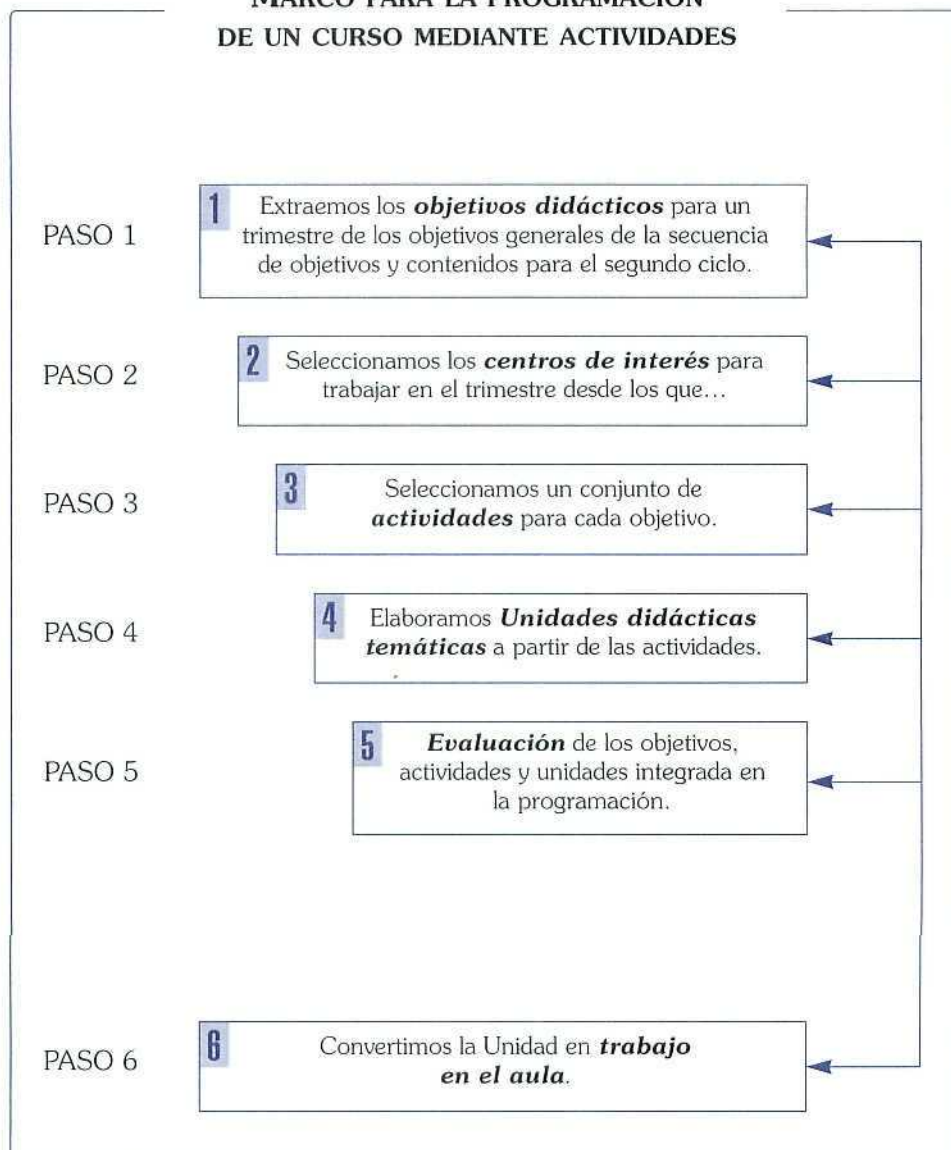 MARCO PARA LA PROGRAMACIÓN
DE UN CURSO MEDIANTE ACTIVIDADES
PASO 1
1
Extraemos los objetivos didácticos para un
trimestre de los objetivos generales de la secuencia
de objetivos y contenidos para el segundo ciclo.
PASO 2
2
Seleccionamos los centros de interés para
trabajar en el trimestre desde los que...
PASO 3
3
Seleccionamos un conjunto de
actividades para cada objetivo.
PASO 4
4
Elaboramos Unidades didácticas
temáticas a partir de las actividades.
PASO 5
5
Evaluación de los objetivos,
actividades y unidades integrada en
la programación.
PASO 6
6
Convertimos la Unidad en trabajo
en el aula.